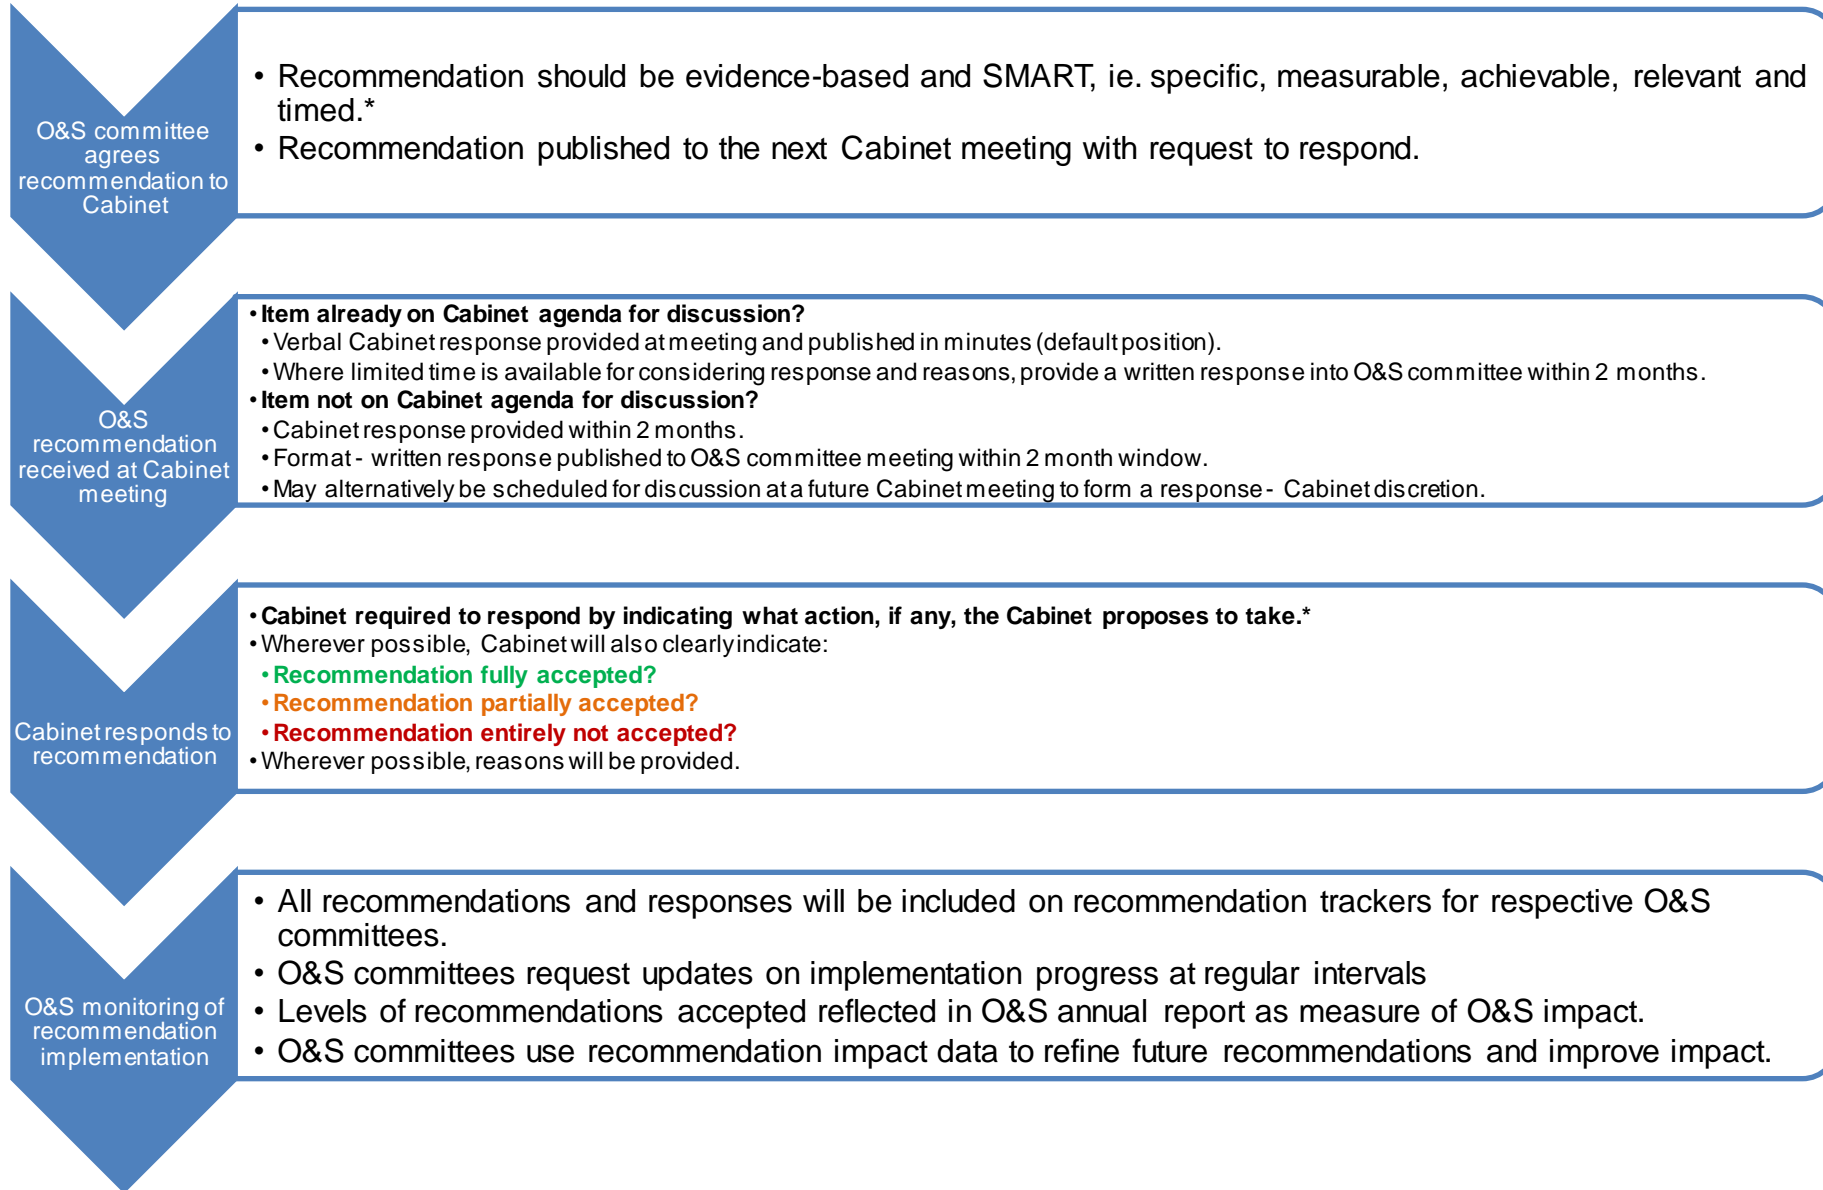 O&S committee
agrees
recommendation to
Cabinet
• Recommendation should be evidence-based and SMART, ie. specific, measurable, achievable, relevant and
timed.*
• Recommendation published to the next Cabinet meeting with request to respond.
O&S
recommendation
received at Cabinet
meeting
• Item already on Cabinet agenda for discussion?
• Verbal Cabinet response provided at meeting and published in minutes (default position).
• Where limited time is available for considering response and reasons, provide a written response into O&S committee within 2 months.
• Item not on Cabinet agenda for discussion?
• Cabinet response provided within 2 months.
• Format - written response published to O&S committee meeting within 2 month window.
• May alternatively be scheduled for discussion at a future Cabinet meeting to form a response - Cabinet discretion.
Cabinet responds to
recommendation
• Cabinet required to respond by indicating what action, if any, the Cabinet proposes to take.*
• Wherever possible, Cabinet will also clearly indicate:
• Recommendation fully accepted?
• Recommendation partially accepted?
• Recommendation entirely not accepted?
• Wherever possible, reasons will be provided.
O&S monitoring of
recommendation
implementation
• All recommendations and responses will be included on recommendation trackers for respective O&S
committees.
• O&S committees request updates on implementation progress at regular intervals
• Levels of recommendations accepted reflected in O&S annual report as measure of O&S impact.
• O&S committees use recommendation impact data to refine future recommendations and improve impact.